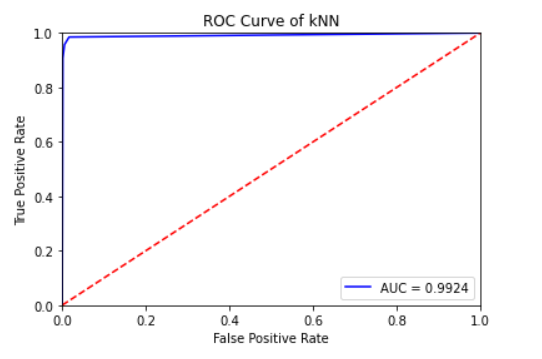 ROC Curve of kNN
1.0
0.8
0.6
0.4
0.2
0.0
True Positive Rate
AUC = 0.9924
0.0 0.2 0.4 0.6 0.8 1.0
False Positive Rate